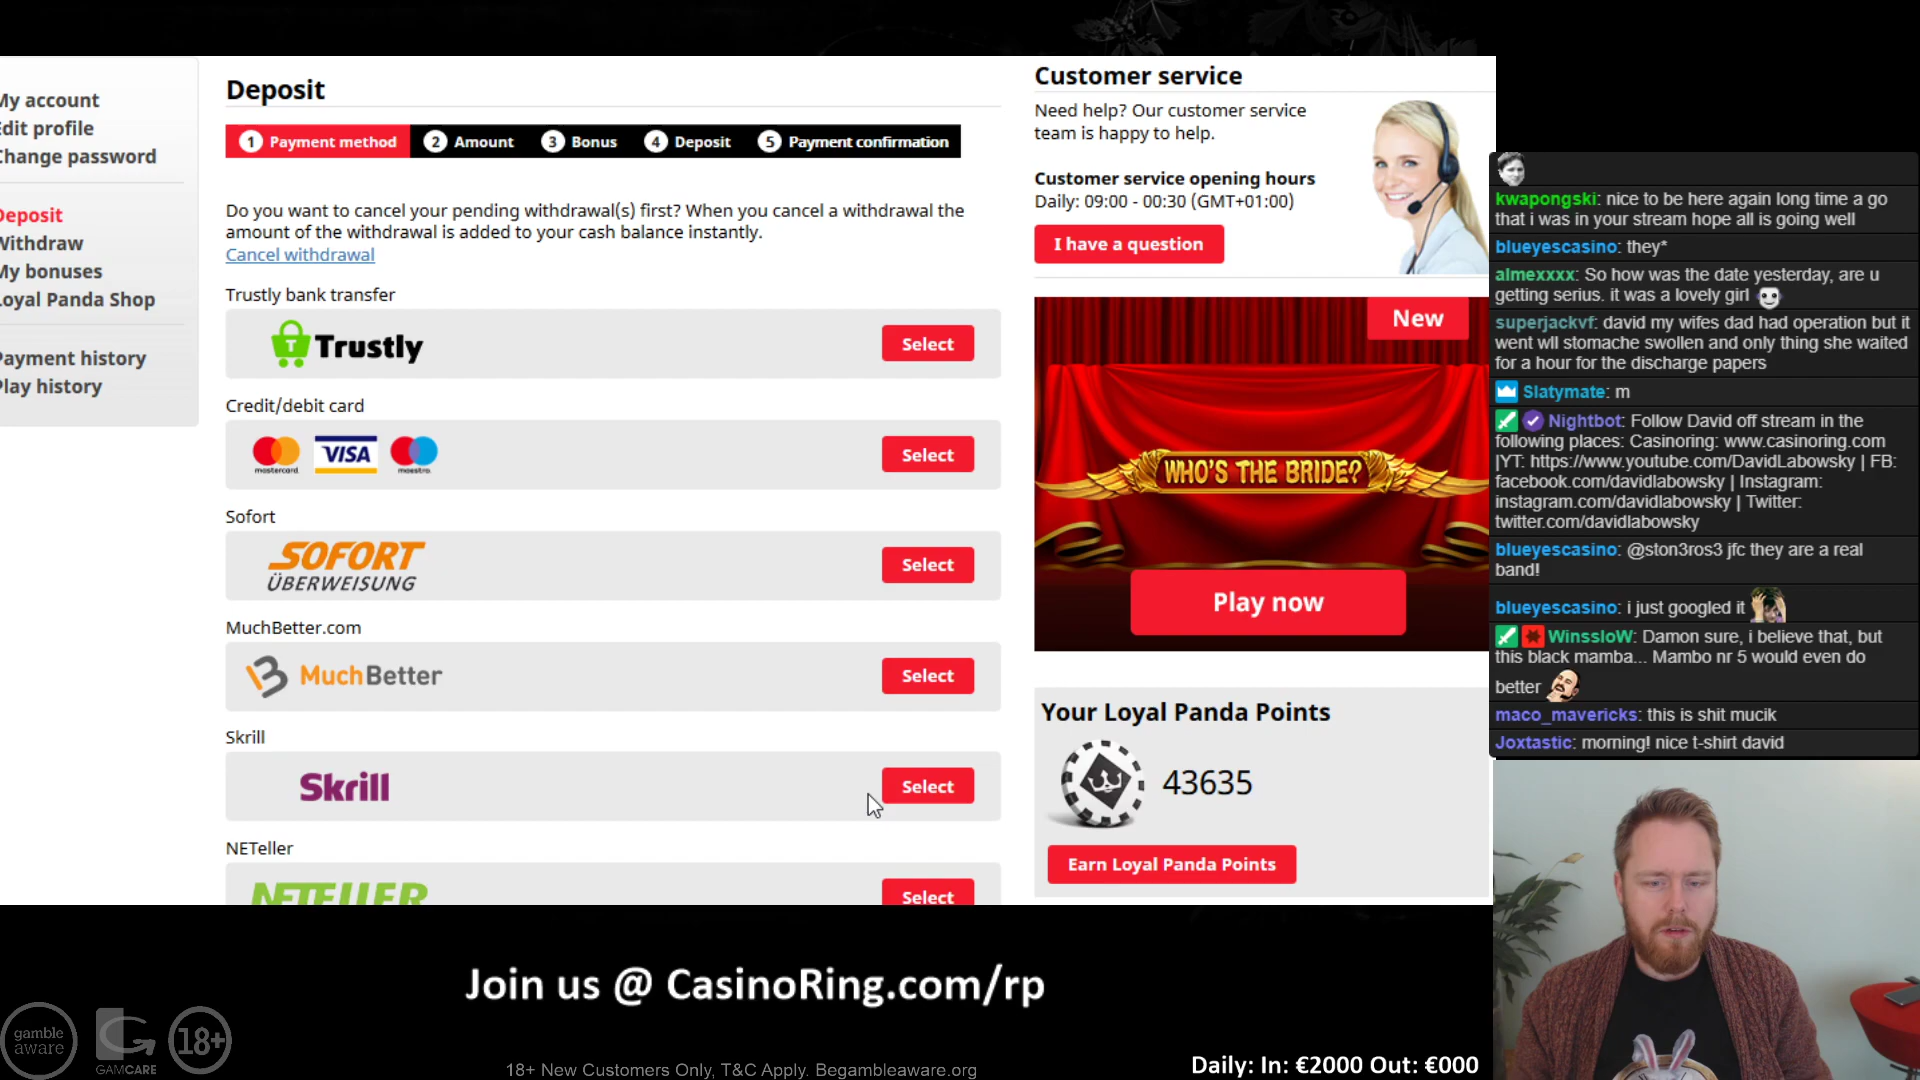 My account
Edit profile
Change password
Deposit
Withdraw
My bonuses
Loyal Panda Shop
Payment history
Play history
Deposit
1 Payment method 2 Amount 3 Bonus 4 Deposit 5 Payment confirmation
Do you want to cancel your pending withdrawal(s) first? When you cancel a withdrawal the
amount of the withdrawal is added to your cash balance instantly.
Cancel withdrawal
Trustly bank transfer
T Trustly
Select
Credit/debit card
mastercard. VISA maestro.
Select
Sofort
SOFORT
ÜBERWEISUNG
Select
MuchBetter.com
MuchBetter
Select
Skrill
Skrill
Select
NETeller
NETELLER
Select
Customer service
Need help? Our customer service
team is happy to help.
Customer service opening hours
Daily: 09:00 - 00:30 (GMT+01:00)
I have a question
New
WHO'S THE BRIDE?
Play now
Your Loyal Panda Points
43635
Earn Loyal Panda Points
kwapongski: nice to be here again long time a go
that i was in your stream hope all is going well
blueyescasino: they*
almexxxx: So how was the date yesterday, are u
getting serius. it was a lovely girl
superjackvf: david my wifes dad had operation but it
went wll stomache swollen and only thing she waited
for a hour for the discharge papers
Slatymate: m
Nightbot: Follow David off stream in the
following places: Casinoring: www.casinoring.com
|YT: https://www.youtube.com/DavidLabowsky | FB:
facebook.com/davidlabowsky | Instagram:
instagram.com/davidlabowsky | Twitter:
twitter.com/davidlabowsky
blueyescasino: @ston3ros3 jfc they are a real
band!
blueyescasino: i just googled it
WinssloW: Damon sure, i believe that, but
this black mamba... Mambo nr 5 would even do
better
maco_mavericks: this is shit mucik
Joxtastic: morning! nice t-shirt david
Join us @ CasinoRing.com/rp
gamble
aware
GAMCARE
18+
18+ New Customers Only, T&C Apply. Begambleaware.org
Daily: In: €2000 Out: €000